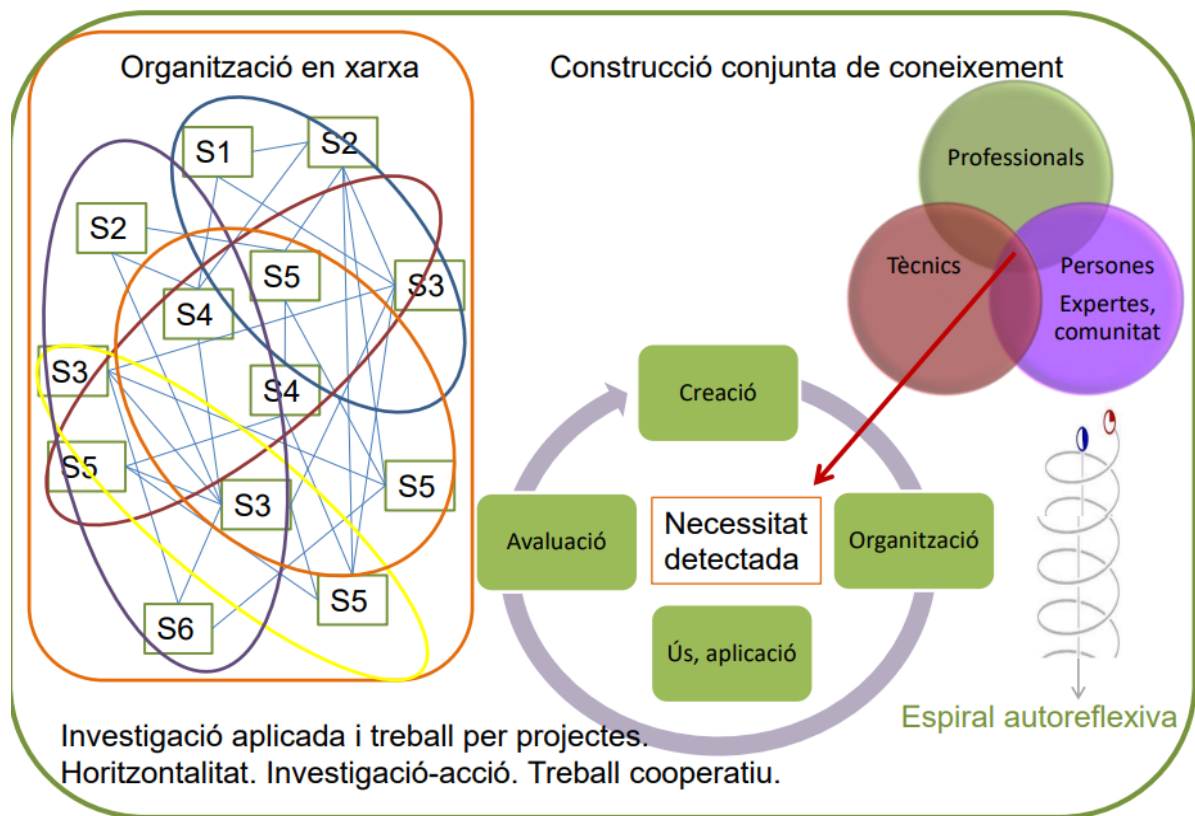 Organització en xarxa
S1
S2
S2
S5
S3
S4
S3
S4
S5
S3
S5
S5
S6
Construcció conjunta de coneixement
Professionals
Tècnics
Persones
Expertes,
comunitat
Creació
Avaluació
Necessitat
detectada
Organització
Ús, aplicació
Espiral autoreflexiva
Investigació aplicada i treball per projectes.
Horitzontalitat. Investigació-acció. Treball cooperatiu.